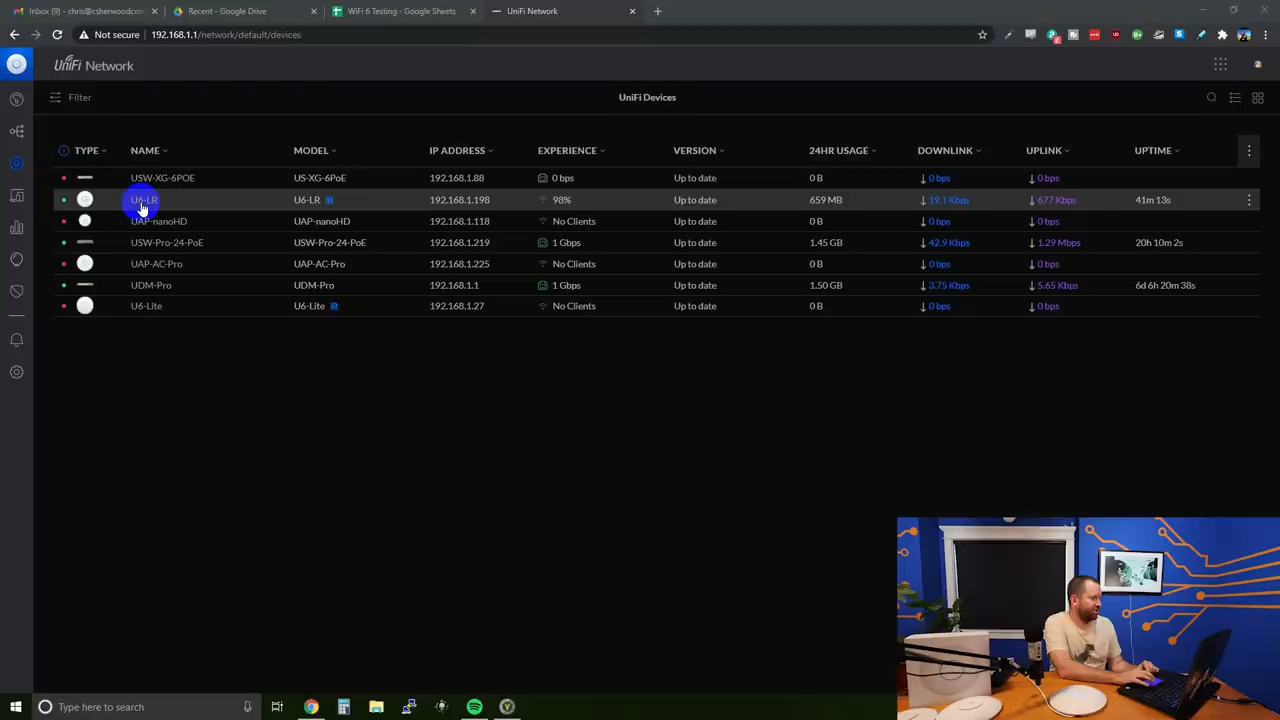 Inbox (9) - chris@csherwoodcom
Recent - Google Drive
WiFi 6 Testing - Google Sheets
UniFi Network
Not secure
192.168.1.1/network/default/devices
UniFi Network
Filter
UniFi Devices
TYPE NAME MODEL IP ADDRESS EXPERIENCE VERSION 24HR USAGE DOWNLINK UPLINK UPTIME
USW-XG-6POE US-XG-6PoE 192.168.1.88 0 bps Up to date 0 B 0 bps 0 bps
U6-LR U6-LR 192.168.1.198 98% Up to date 659 MB 19.1 Kbps 677 Kbps 41m 13s
UAP-nanoHD UAP-nanoHD 192.168.1.118 No Clients Up to date 0 B 0 bps 0 bps
USW-Pro-24-PoE USW-Pro-24-PoE 192.168.1.219 1 Gbps Up to date 1.45 GB 42.9 Kbps 1.29 Mbps 20h 10m 2s
UAP-AC-Pro UAP-AC-Pro 192.168.1.225 No Clients Up to date 0 B 0 bps 0 bps
UDM-Pro UDM-Pro 192.168.1.1 1 Gbps Up to date 1.50 GB 3.75 Kbps 5.65 Kbps 6d 6h 20m 38s
U6-Lite U6-Lite 192.168.1.27 No Clients Up to date 0 B 0 bps 0 bps
Type here to search